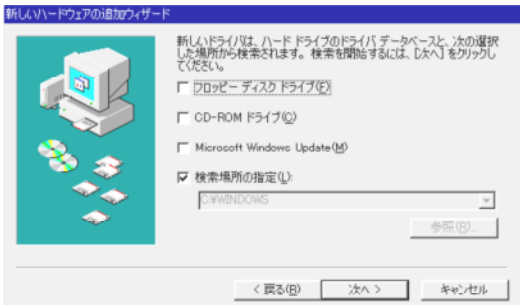 新しいハードウェアの追加ウィザード
新しいドライバは、ハード ドライブのドライバ データベースと、次の選択
した場所から検索されます。 検索を開始するには、[次へ] をクリックし
てください。
フロッピー ディスク ドライブ(F)
CD-ROM ドライブ(C)
Microsoft Windows Update(M)
検索場所の指定(L):
C:¥WINDOWS
参照(R)...
< 戻る(B)
次へ >
キャンセル